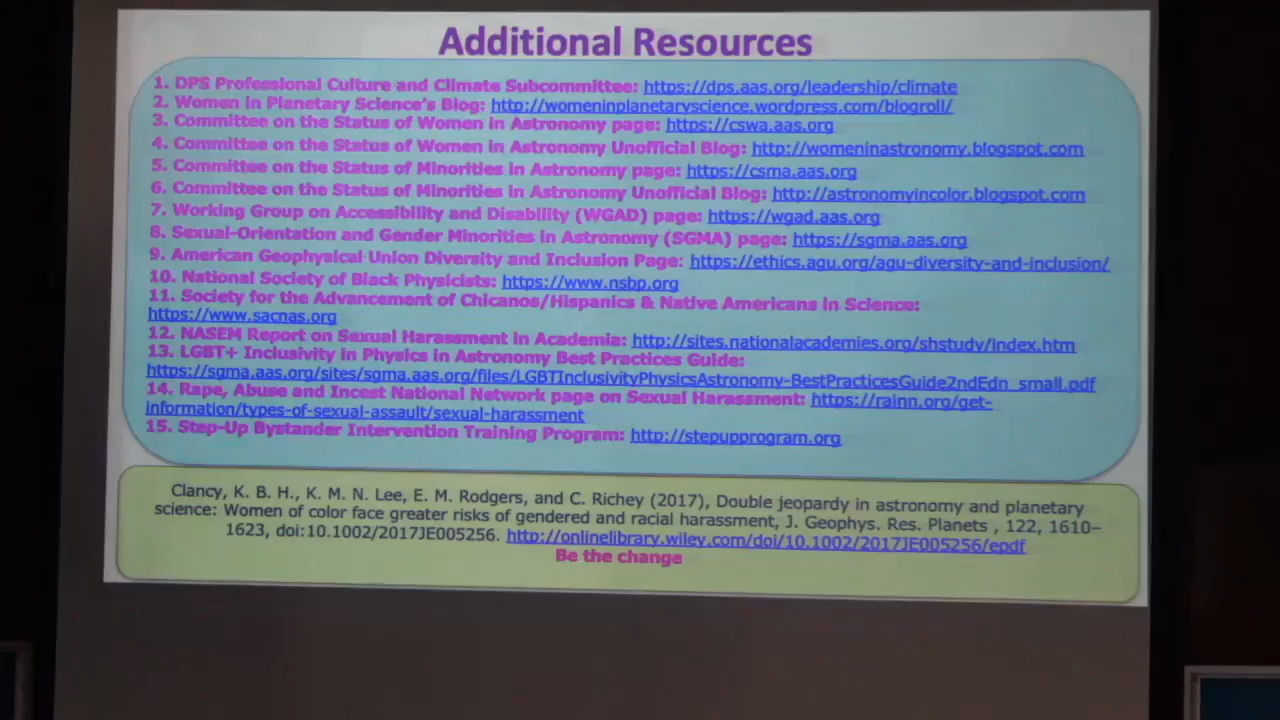 Additional Resources
1. DPS Professional Culture and Climate Subcommittee: https://dps.aas.org/leadership/climate
2. Women in Planetary Science's Blog: http://womeninplanetaryscience.wordpress.com/blogroll/
3. Committee on the Status of Women in Astronomy page: https://cswa.aas.org
4. Committee on the Status of Women in Astronomy Unofficial Blog: http://womeninastronomy.blogspot.com
5. Committee on the Status of Minorities in Astronomy page: https://csma.aas.org
6. Committee on the Status of Minorities in Astronomy Unofficial Blog: http://astronomyincolor.blogspot.com
7. Working Group on Accessibility and Disability (WGAD) page: https://wgad.aas.org
8. Sexual-Orientation and Gender Minorities in Astronomy (SGMA) page: https://sgma.aas.org
9. American Geophysical Union Diversity and Inclusion Page: https://ethics.agu.org/agu-diversity-and-inclusion/
10. National Society of Black Physicists: https://www.nsbp.org
11. Society for the Advancement of Chicanos/Hispanics & Native Americans in Science:
https://www.sacnas.org
12. NASEM Report on Sexual Harassment in Academia: http://sites.nationalacademies.org/shstudy/index.htm
13. LGBT+ Inclusivity in Physics in Astronomy Best Practices Guide:
https://sgma.aas.org/sites/sgma.aas.org/files/LGBTInclusivityPhysicsAstronomy-BestPracticesGuide2ndEdn_small.pdf
14. Rape, Abuse and Incest National Network page on Sexual Harassment: https://rainn.org/get-
information/types-of-sexual-assault/sexual-harassment
15. Step-Up Bystander Intervention Training Program: http://stepupprogram.org
Clancy, K. B. H., K. M. N. Lee, E. M. Rodgers, and C. Richey (2017), Double jeopardy in astronomy and planetary
science: Women of color face greater risks of gendered and racial harassment, J. Geophys. Res. Planets , 122, 1610–
1623, doi:10.1002/2017JE005256. http://onlinelibrary.wiley.com/doi/10.1002/2017JE005256/epdf
Be the change